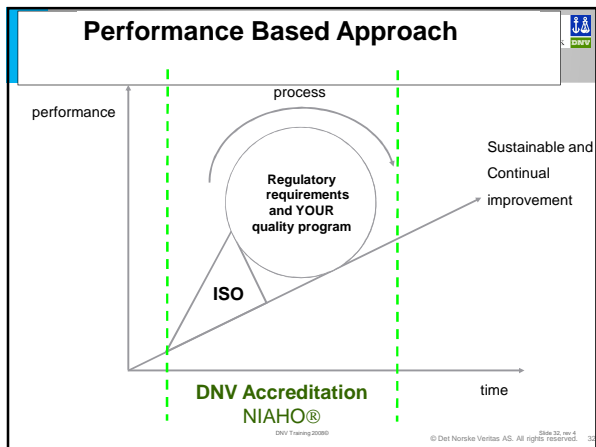 Performance Based Approach
DNV
process
performance
Sustainable and
Continual
improvement
Regulatory
requirements
and YOUR
quality program
ISO
DNV Accreditation
NIAHO®
time
DNV Training 2008©
Slide 32, rev 4
© Det Norske Veritas AS. All rights reserved. 32